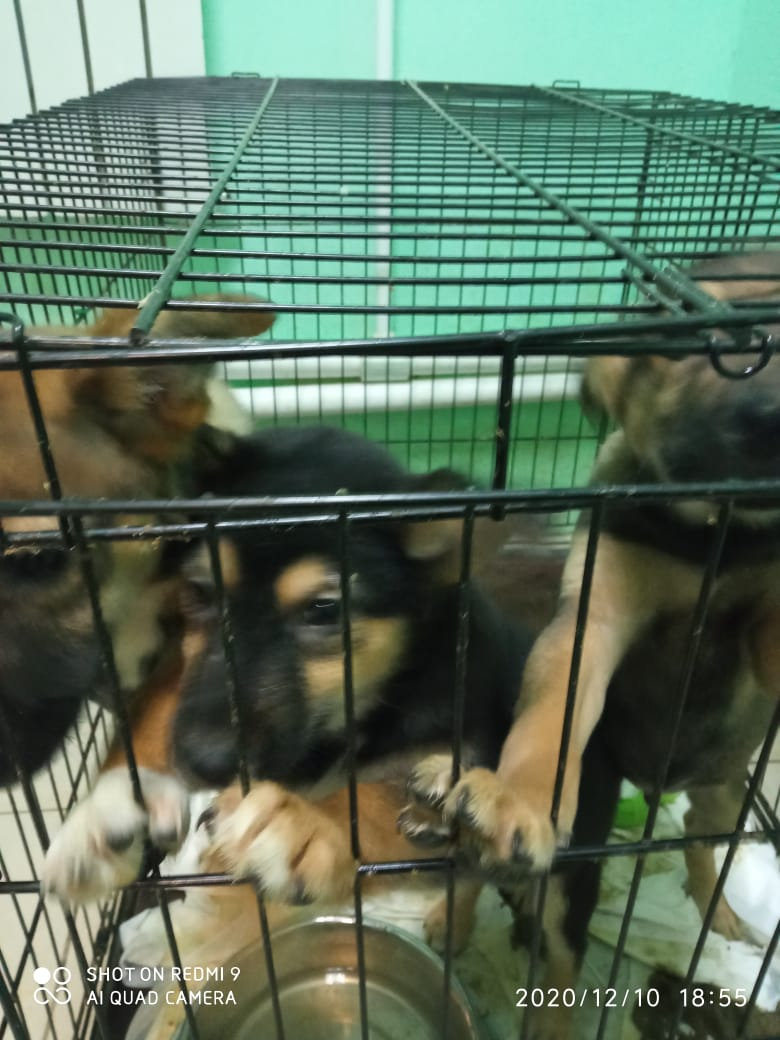 SHOT ON REDMI 9
AI QUAD CAMERA
2020/12/10 18:55